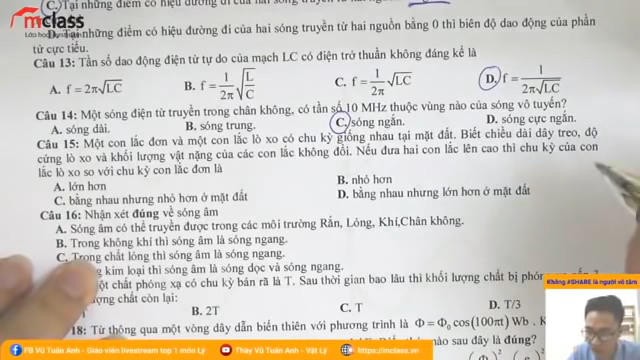 C. Tại những điểm có hiệu đường đi của hai sóng truyền từ hai
mclass
D. Tại những điểm có hiệu đường đi của hai sóng truyền từ hai nguồn bằng 0 thì biên độ dao động của phần
tử cực tiểu.
Câu 13: Tần số dao động điện từ tự do của mạch LC có điện trở thuần không đáng kể là
A. f = 2π√LC B. f = 1/2π √L/C C. f = 1/2π √LC D. f = 1/2π√LC
Câu 14: Một sóng điện từ truyền trong chân không, có tần số 10 MHz thuộc vùng nào của sóng vô tuyến?
A. sóng dài. B. sóng trung. C. sóng ngắn. D. sóng cực ngắn.
Câu 15: Một con lắc đơn và một con lắc lò xo có chu kỳ giống nhau tại mặt đất. Biết chiều dài dây treo, độ
cứng lò xo và khối lượng vật nặng của các con lắc không đổi. Nếu đưa hai con lắc lên cao thì chu kỳ của con
lắc lò xo so với chu kỳ con lắc đơn là
A. lớn hơn B. nhỏ hơn
C. bằng nhau nhưng nhỏ hơn ở mặt đất D. bằng nhau nhưng lớn hơn ở mặt đất
Câu 16: Nhận xét đúng về sóng âm
A. Sóng âm có thể truyền được trong các môi trường Rắn, Lỏng, Khí,Chân không.
B. Trong không khí thì sóng âm là sóng ngang.
C. Trong chất lỏng thì sóng âm là sóng ngang.
kim loại thì sóng âm là sóng dọc và sóng ngang.
một chất phóng xạ có chu kỳ bán rã là T. Sau thời gian bao lâu thì khối lượng chất bị
lượng chất còn lại:
B. 2T C. T D. T/3
18: Từ thông qua một vòng dây dẫn biến thiên với phương trình là Φ = Φ₀ cos(100πt) Wb.
nào sau đây là đúng?
Không #SHARE là người vô tâm
FB Vũ Tuấn Anh - Giáo viên livestream top 1 môn Lý
Thầy Vũ Tuấn Anh - Vật Lý
https://mclass.vn